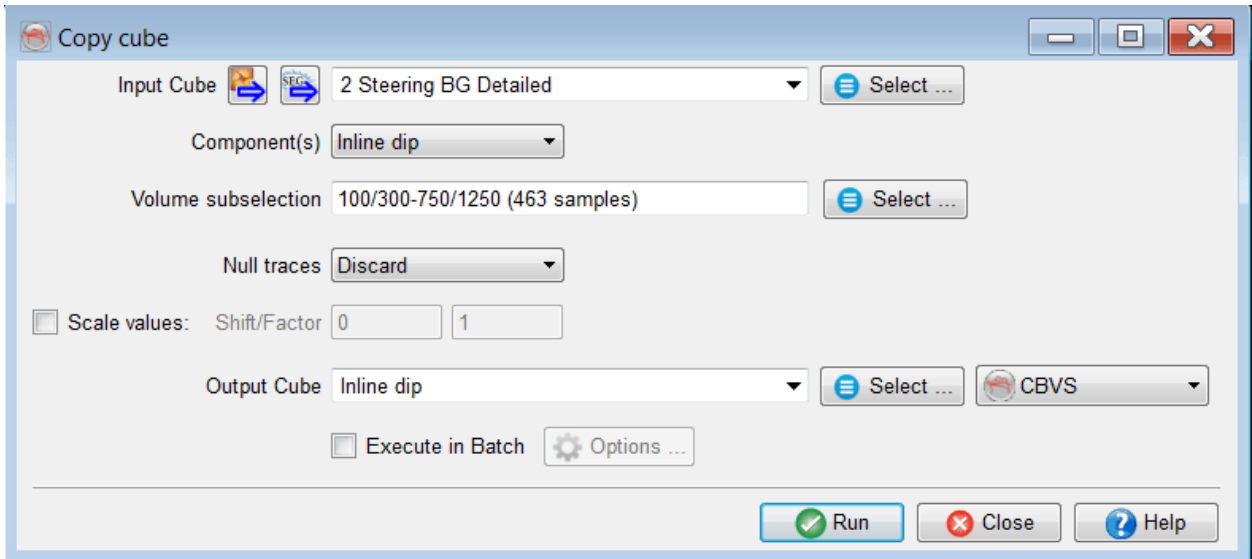 Copy cube
Input Cube SEG 2 Steering BG Detailed Select ...
Component(s) Inline dip
Volume subselection 100/300-750/1250 (463 samples) Select ...
Null traces Discard
Scale values: Shift/Factor 0 1
Output Cube Inline dip Select ... CBVS
Execute in Batch Options ...
Run Close Help